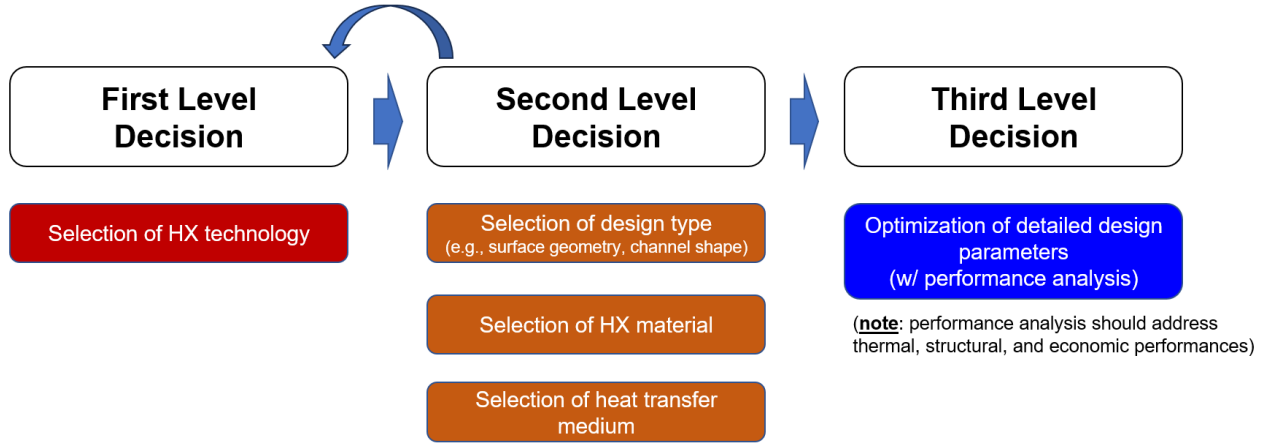 First Level
Decision
Second Level
Decision
Third Level
Decision
Selection of HX technology
Selection of design type
(e.g., surface geometry, channel shape)
Selection of HX material
Selection of heat transfer
medium
Optimization of detailed design
parameters
(w/ performance analysis)
(note: performance analysis should address
thermal, structural, and economic performances)